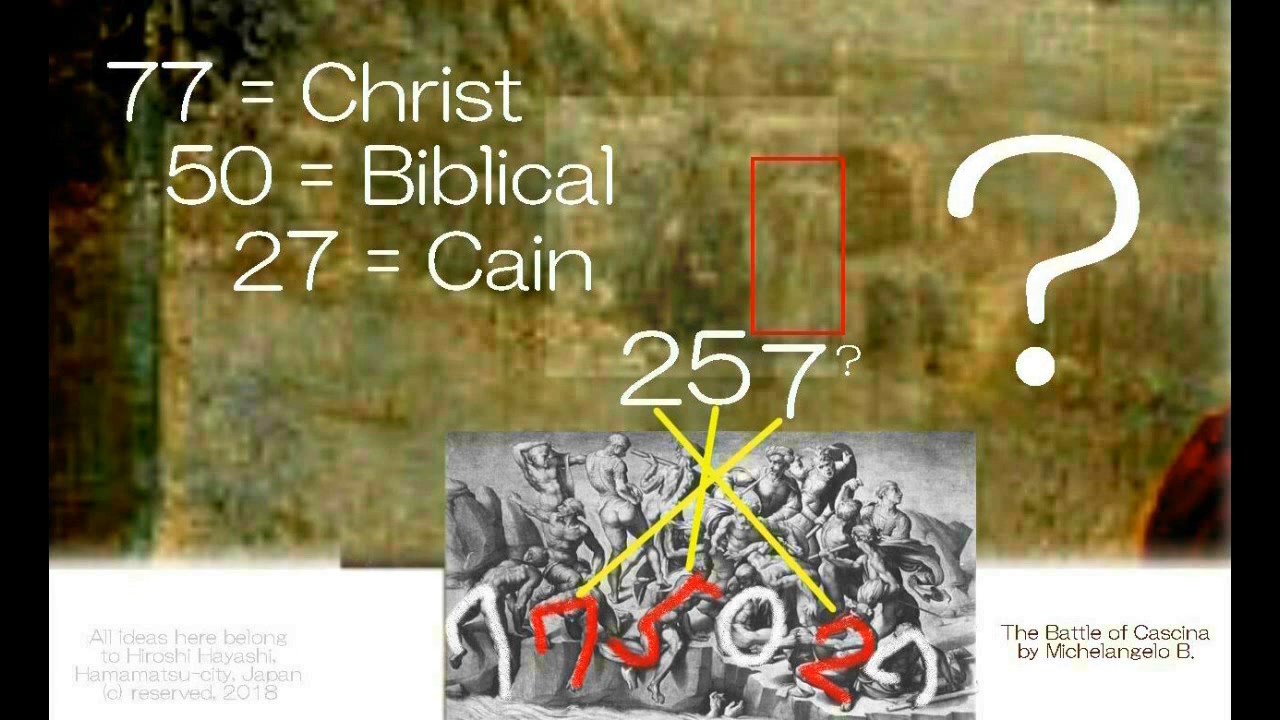 77 = Christ
50 = Biblical
27 = Cain
?
257?
775027
The Battle of Cascina
by Michelangelo B.
All ideas here belong
to Hiroshi Hayashi,
Hamamatsu-city, Japan
(c) reserved, 2018